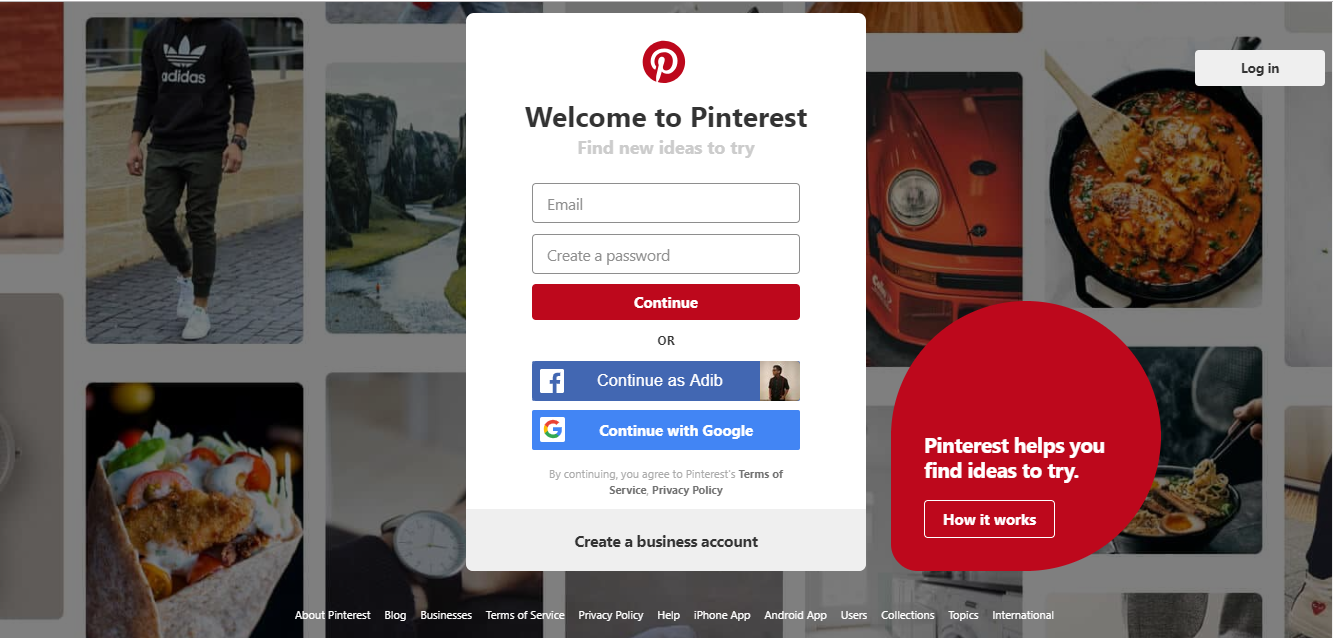 adidas
Log in
Welcome to Pinterest
Find new ideas to try
Email
Create a password
Continue
OR
Continue as Adib
Continue with Google
By continuing, you agree to Pinterest's Terms of
Service, Privacy Policy
Create a business account
Pinterest helps you
find ideas to try.
How it works
About Pinterest Blog Businesses Terms of Service Privacy Policy Help iPhone App Android App Users Collections Topics International